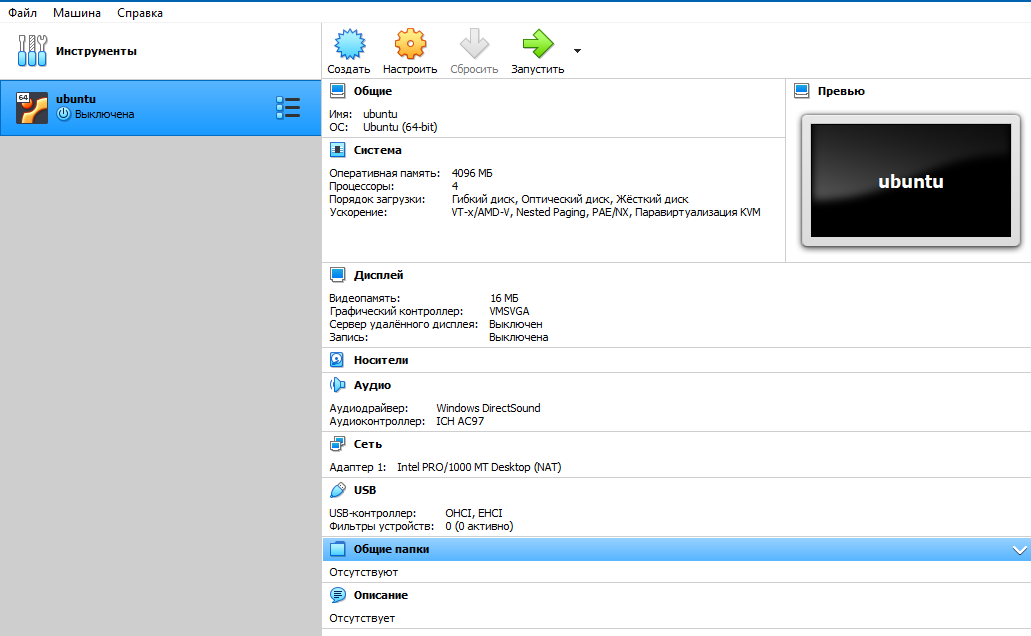 Файл Машина Справка
Инструменты
64
ubuntu
Выключена
Создать Настроить Сбросить Запустить
Общие
Имя: ubuntu
ОС: Ubuntu (64-bit)
Превью
ubuntu
Система
Оперативная память: 4096 МБ
Процессоры: 4
Порядок загрузки: Гибкий диск, Оптический диск, Жёсткий диск
Ускорение: VT-x/AMD-V, Nested Paging, PAE/NX, Паравиртуализация KVM
Дисплей
Видеопамять: 16 МБ
Графический контроллер: VMSVGA
Сервер удалённого дисплея: Выключен
Запись: Выключена
Носители
Аудио
Аудиодрайвер: Windows DirectSound
Аудиоконтроллер: ICH AC97
Сеть
Адаптер 1: Intel PRO/1000 MT Desktop (NAT)
USB
USB-контроллер: OHCI, EHCI
Фильтры устройств: 0 (0 активно)
Общие папки
Отсутствуют
Описание
Отсутствует